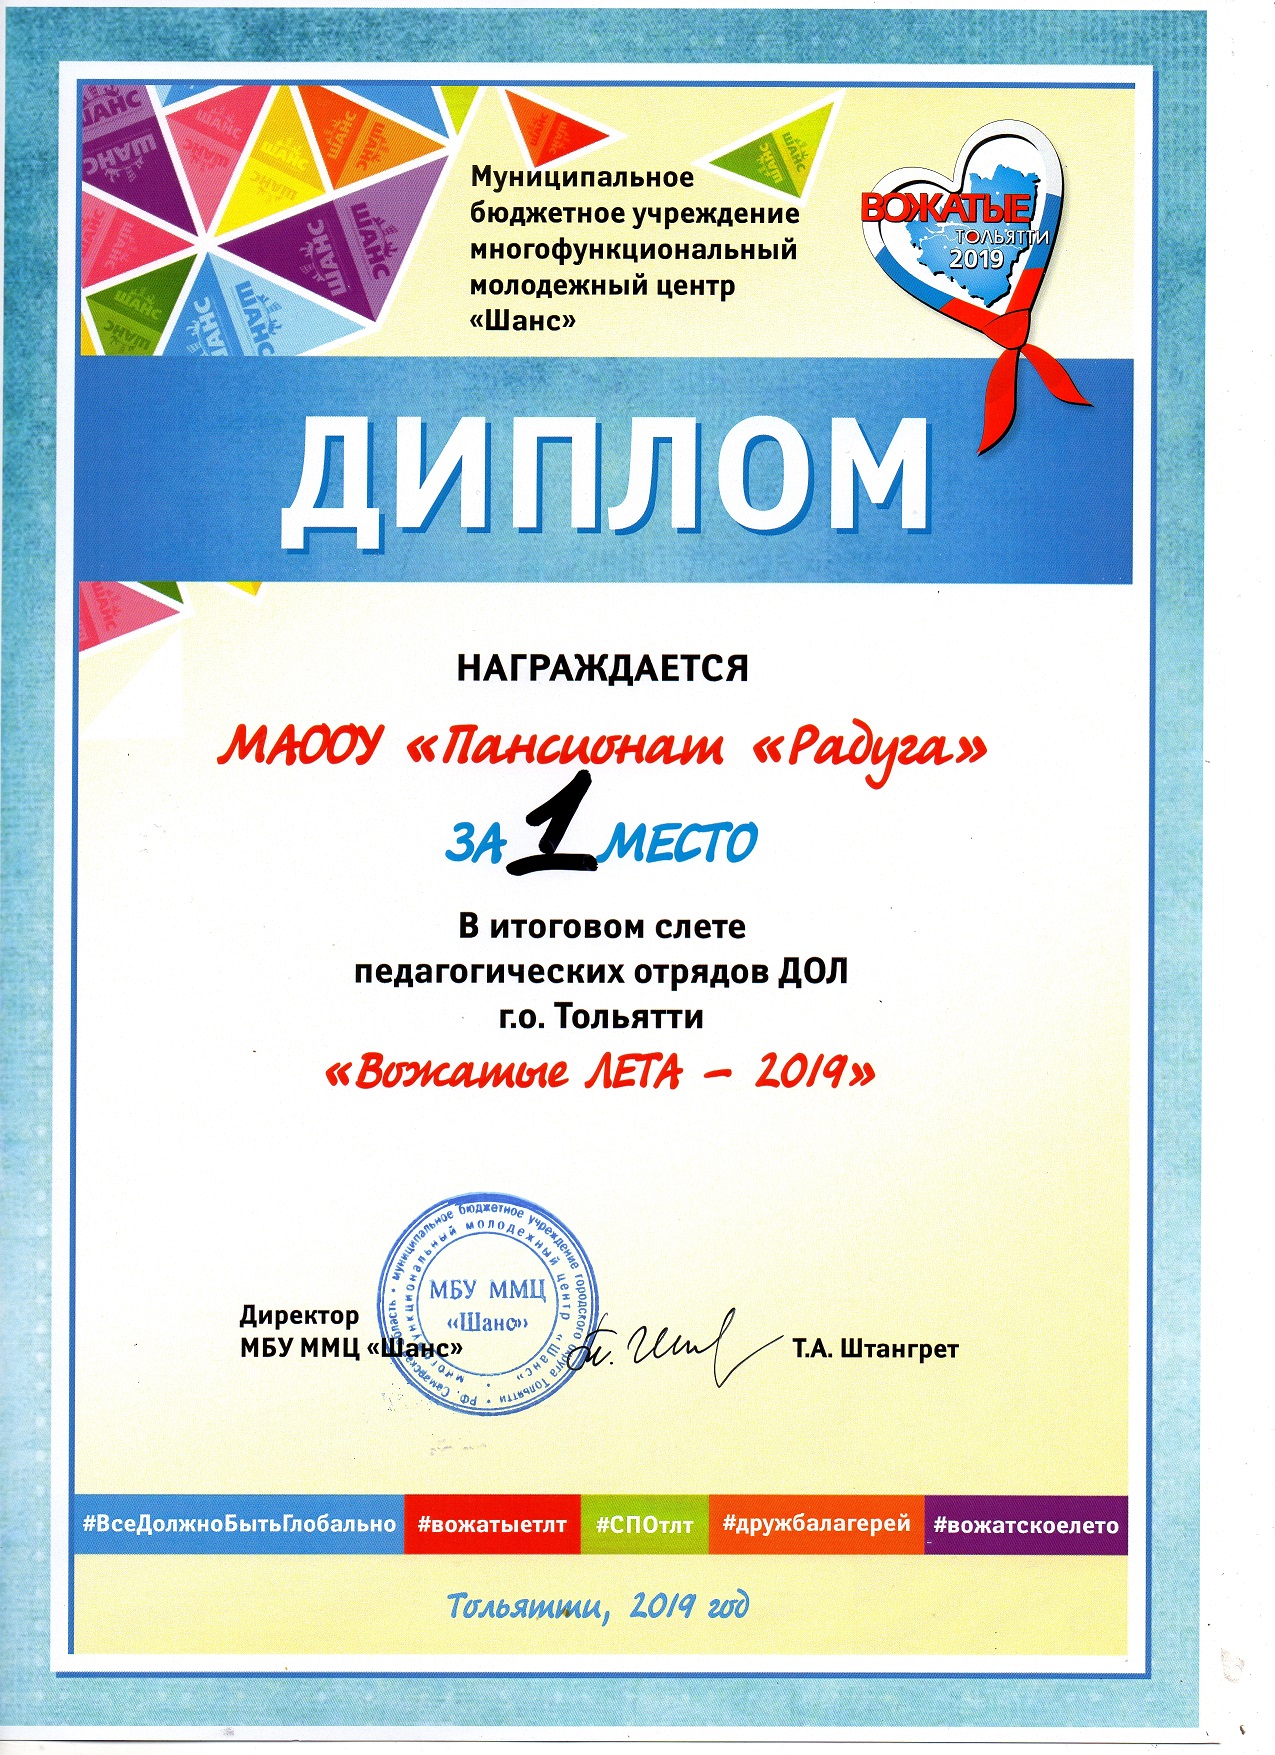 Муниципальное
бюджетное учреждение
многофункциональный
молодежный центр
«Шанс»
ВОЖАТЫЕ
ТОЛЬЯТТИ
2019
ДИПЛОМ
НАГРАЖДАЕТСЯ
МАООУ «Пансионат «Радуга»
ЗА 1 МЕСТО
В итоговом слете
педагогических отрядов ДОЛ
г.о. Тольятти
«Вожатые ЛЕТА – 2019»
муниципальное бюджетное учреждение городского округа Тольятти • РФ, Самарская область •
многофункциональный молодежный центр «Шанс» •
МБУ ММЦ
«Шанс»
Директор
МБУ ММЦ «Шанс»
Т.А. Штангрет
#ВсеДолжноБытьГлобально #вожатыетлт #СПОтлт #дружбалагерей #вожатскоелето
Тольятти, 2019 год